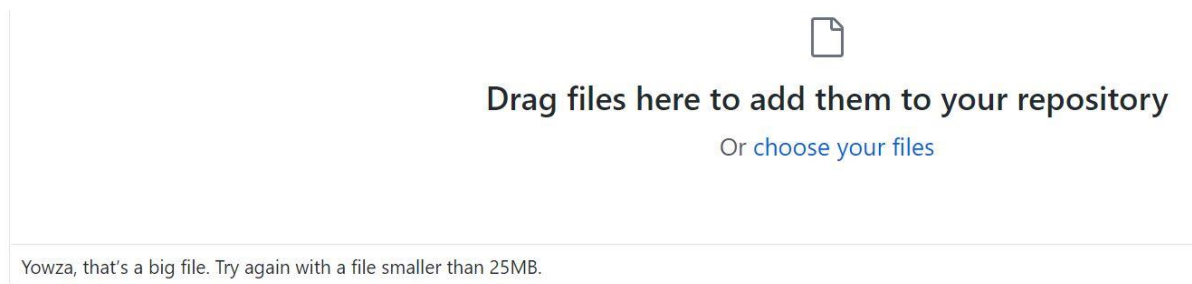 Drag files here to add them to your repository
Or choose your files
Yowza, that’s a big file. Try again with a file smaller than 25MB.